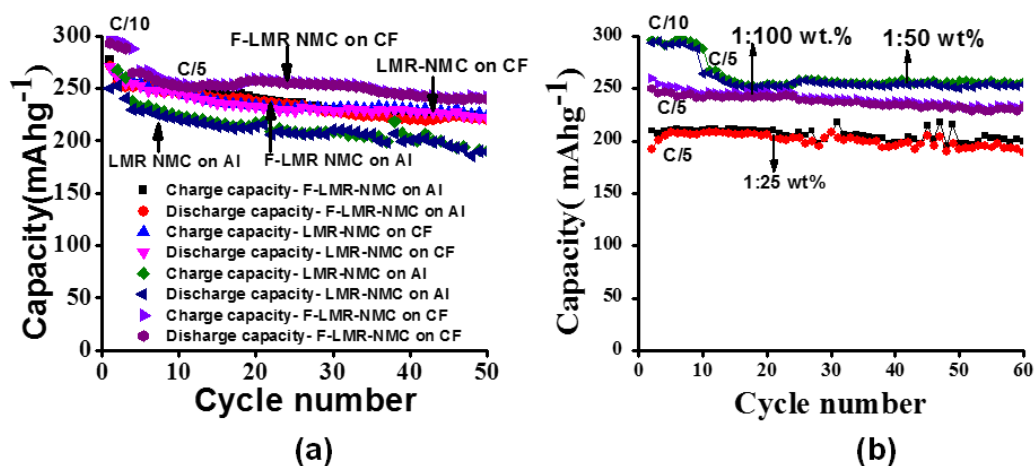 C/10
F-LMR NMC on CF
LMR-NMC on CF
C/5
LMR NMC on Al
F-LMR NMC on Al
Charge capacity- F-LMR-NMC on Al
Discharge capacity- F-LMR-NMC on Al
Charge capacity- LMR-NMC on CF
Discharge capacity- LMR-NMC on CF
Charge capacity- LMR-NMC on Al
Discharge capacity- LMR-NMC on Al
Charge capacity- F-LMR-NMC on CF
Disharge capacity- F-LMR-NMC on CF
Capacity(mAhg-1)
300
250
200
150
100
50
0
0 10 20 30 40 50
Cycle number
(a)
C/10
1:100 wt.%
1:50 wt%
C/5
C/5
C/5
1:25 wt%
Capacity( mAhg-1)
300
250
200
150
100
50
0
0 10 20 30 40 50 60
Cycle number
(b)